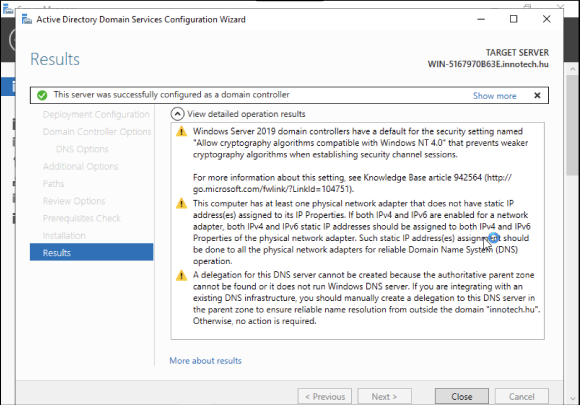 Active Directory Domain Services Configuration Wizard
Results
TARGET SERVER
WIN-5167970B63E.innotech.hu
This server was successfully configured as a domain controller
Show more
Deployment Configuration
Domain Controller Options
DNS Options
Additional Options
Paths
Review Options
Prerequisites Check
Installation
Results
View detailed operation results
Windows Server 2019 domain controllers have a default for the security setting named
"Allow cryptography algorithms compatible with Windows NT 4.0" that prevents weaker
cryptography algorithms when establishing security channel sessions.
For more information about this setting, see Knowledge Base article 942564 (http://
go.microsoft.com/fwlink/?LinkId=104751).
This computer has at least one physical network adapter that does not have static IP
address(es) assigned to its IP Properties. If both IPv4 and IPv6 are enabled for a network
adapter, both IPv4 and IPv6 static IP addresses should be assigned to both IPv4 and IPv6
Properties of the physical network adapter. Such static IP address(es) assignment should
be done to all the physical network adapters for reliable Domain Name System (DNS)
operation.
A delegation for this DNS server cannot be created because the authoritative parent zone
cannot be found or it does not run Windows DNS server. If you are integrating with an
existing DNS infrastructure, you should manually create a delegation to this DNS server in
the parent zone to ensure reliable name resolution from outside the domain "innotech.hu".
Otherwise, no action is required.
More about results
< Previous
Next >
Close
Cancel